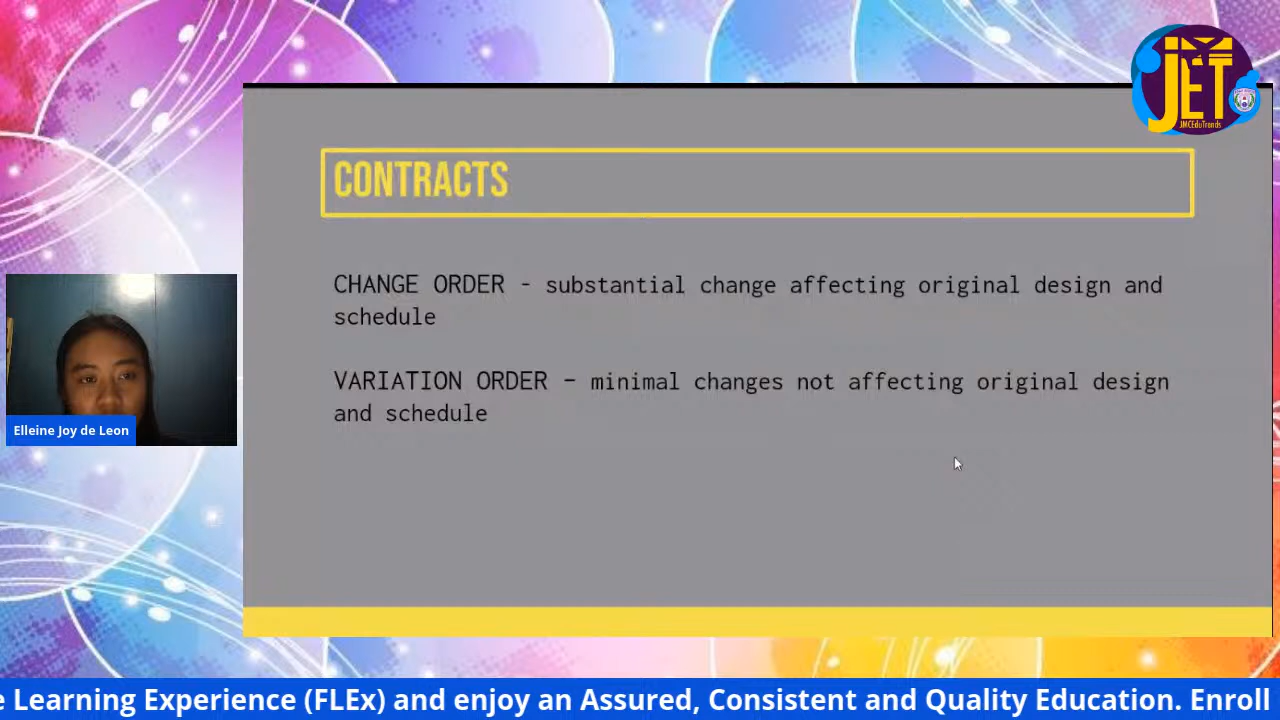 JET
JMCEduTrends
CONTRACTS
CHANGE ORDER - substantial change affecting original design and
schedule
VARIATION ORDER – minimal changes not affecting original design
and schedule
Elleine Joy de Leon
Learning Experience (FLEx) and enjoy an Assured, Consistent and Quality Education. Enroll